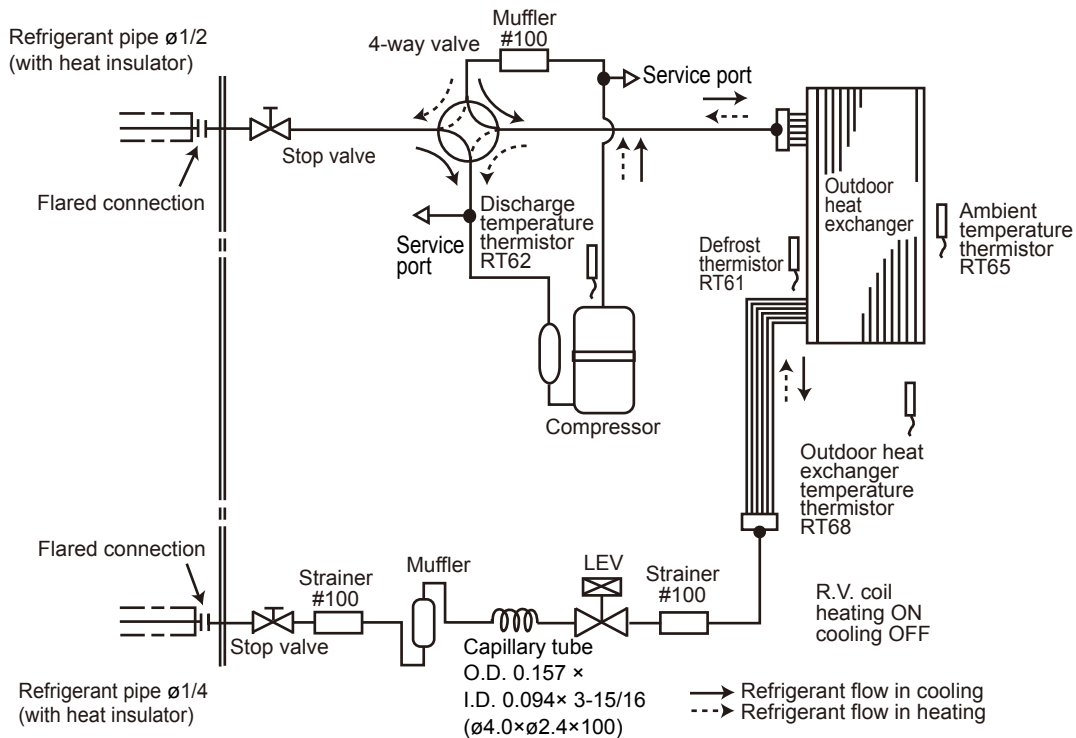 Refrigerant pipe ø1/2
(with heat insulator)
4-way valve
Muffler
#100
Service port
Stop valve
Flared connection
Discharge
temperature
thermistor
RT62
Service
port
Compressor
Outdoor
heat
exchanger
Defrost
thermistor
RT61
Ambient
temperature
thermistor
RT65
Outdoor heat
exchanger
temperature
thermistor
RT68
Flared connection
Stop valve
Strainer
#100
Muffler
Capillary tube
O.D. 0.157 ×
I.D. 0.094× 3-15/16
(ø4.0×ø2.4×100)
LEV
Strainer
#100
R.V. coil
heating ON
cooling OFF
Refrigerant pipe ø1/4
(with heat insulator)
Refrigerant flow in cooling
Refrigerant flow in heating